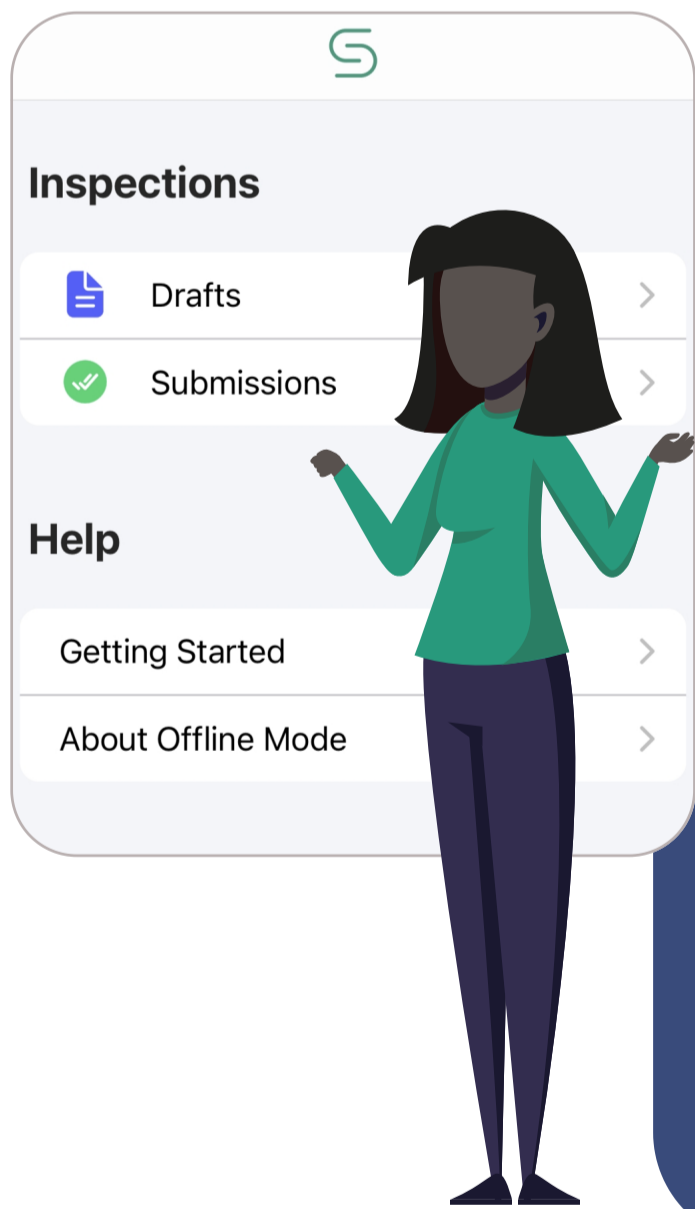 Inspections
Drafts
Submissions
Help
Getting Started
About Offline Mode